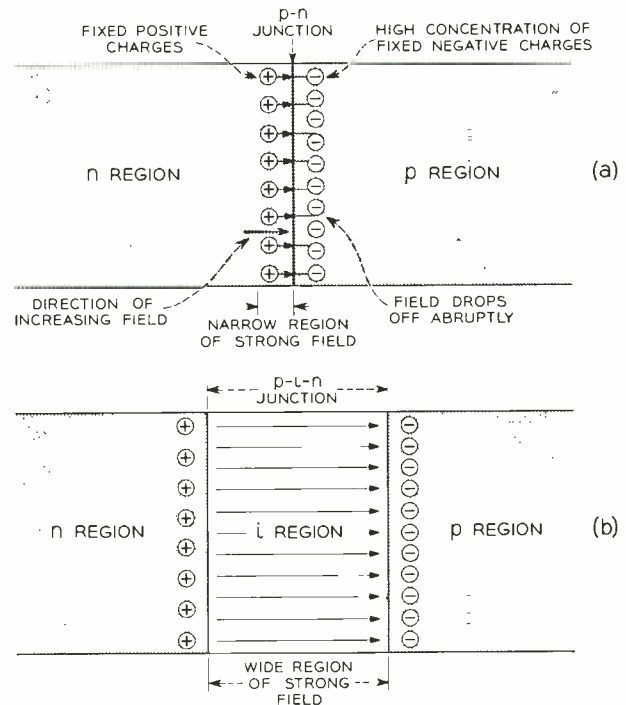 p-n
JUNCTION
FIXED POSITIVE
CHARGES
HIGH CONCENTRATION OF
FIXED NEGATIVE CHARGES
n REGION
p REGION
(a)
DIRECTION OF
INCREASING FIELD
NARROW REGION
OF STRONG FIELD
FIELD DROPS
OFF ABRUPTLY
p-i-n
JUNCTION
n REGION
i REGION
p REGION
(b)
WIDE REGION
OF STRONG
FIELD